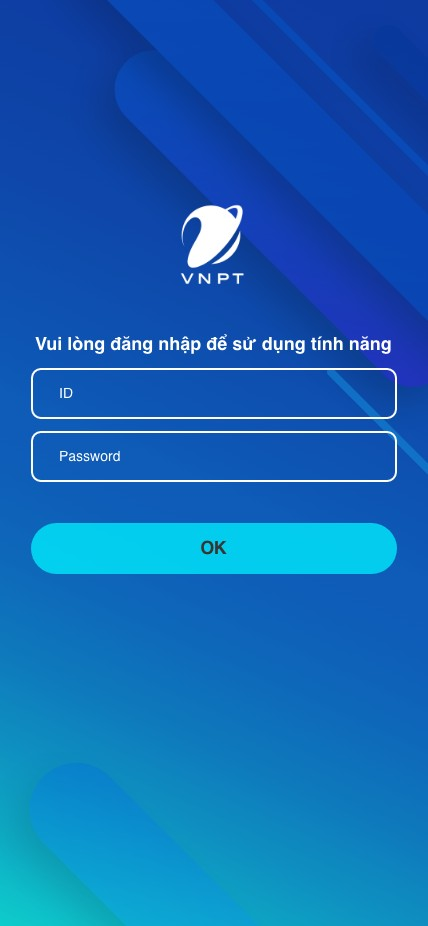 VNPT
Vui lòng đăng nhập để sử dụng tính năng
ID
Password
OK